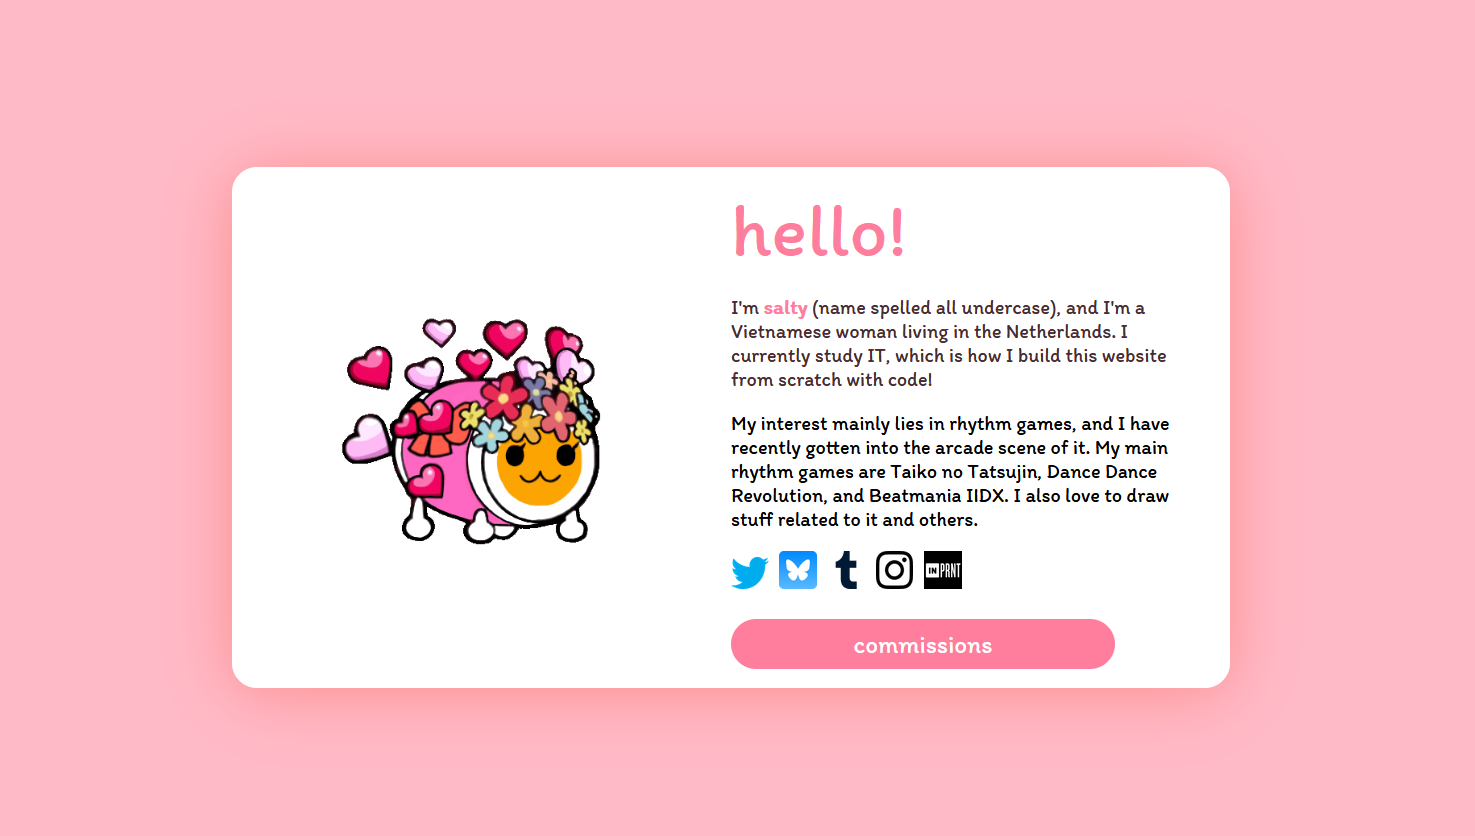 hello!
I'm salty (name spelled all undercase), and I'm a
Vietnamese woman living in the Netherlands. I
currently study IT, which is how I build this website
from scratch with code!
My interest mainly lies in rhythm games, and I have
recently gotten into the arcade scene of it. My main
rhythm games are Taiko no Tatsujin, Dance Dance
Revolution, and Beatmania IIDX. I also love to draw
stuff related to it and others.
t
INPRNT
commissions